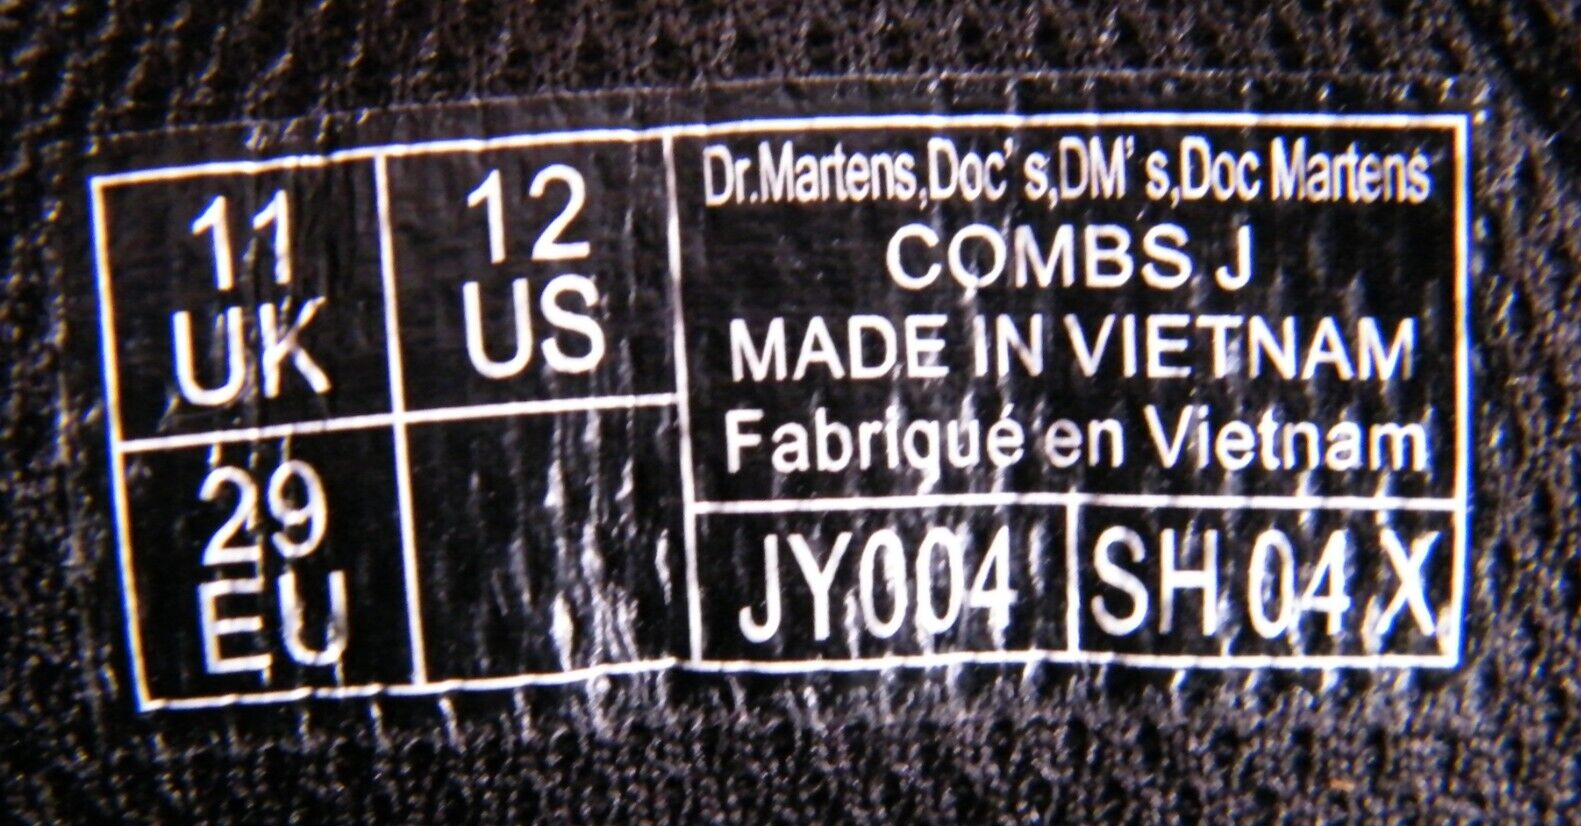 11
UK
12
US
29
EU
Dr.Martens,Doc's,DM's,Doc Martens
COMBS J
MADE IN VIETNAM
Fabriqué en Vietnam
JY004
SH 04 X